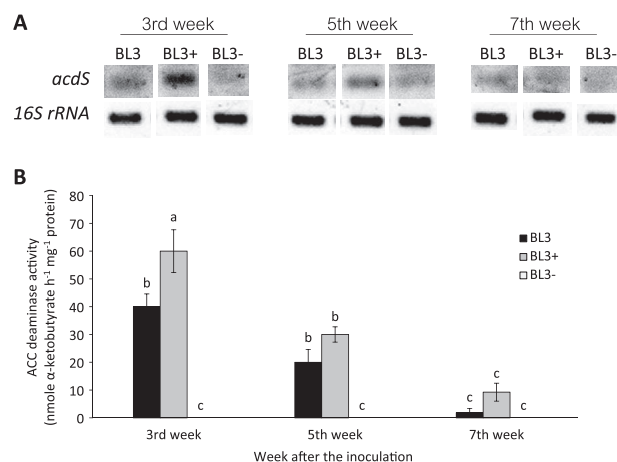 A
3rd week 5th week 7th week
BL3 BL3+ BL3- BL3 BL3+ BL3- BL3 BL3+ BL3-
acdS
16S rRNA
B
ACC deaminase activity
(nmole α-ketobutyrate h⁻¹ mg⁻¹ protein)
80
70
60
50
40
30
20
10
0
a
b
c
b
b
c
c
c
c
BL3
BL3+
BL3-
3rd week 5th week 7th week
Week after the inoculation